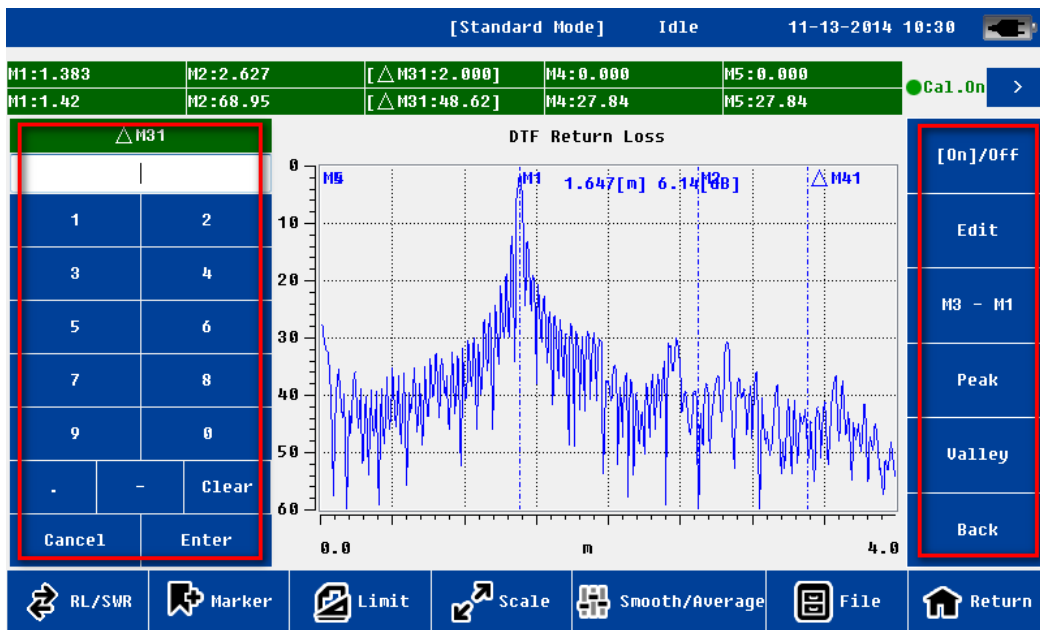 [Standard Mode] Idle 11-13-2014 10:30
M1:1.383 M2:2.627 [△M31:2.000] M4:0.000 M5:0.000
M1:1.42 M2:68.95 [△M31:48.62] M4:27.84 M5:27.84
Cal.On >
△M31
1 2
3 4
5 6
7 8
9 0
. - Clear
Cancel Enter
DTF Return Loss
M1 1.647[m] 6.14[dB] M2 △M41
0
10
20
30
40
50
60
0.0 m 4.0
[On]/Off
Edit
M3 - M1
Peak
Valley
Back
RL/SWR Marker Limit Scale Smooth/Average File Return